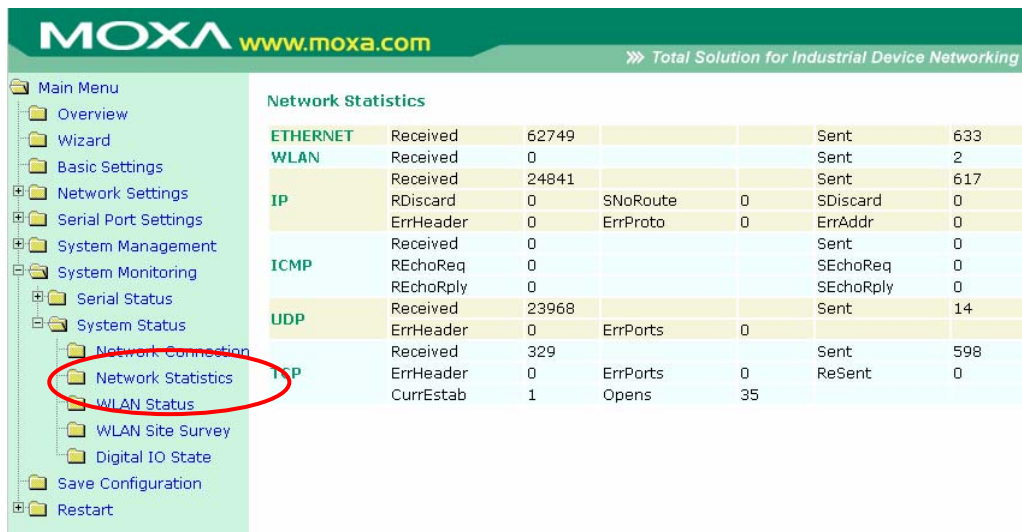 MOXA www.moxa.com
Total Solution for Industrial Device Networking
Main Menu
Overview
Wizard
Basic Settings
Network Settings
Serial Port Settings
System Management
System Monitoring
Serial Status
System Status
Network Connection
Network Statistics
WLAN Status
WLAN Site Survey
Digital IO State
Save Configuration
Restart
Network Statistics
ETHERNET Received 62749 Sent 633
WLAN Received 0 Sent 2
IP
Received 24841 Sent 617
RDiscard 0 SNoRoute 0 SDiscard 0
ErrHeader 0 ErrProto 0 ErrAddr 0
ICMP
Received 0 Sent 0
REchoReq 0 SEchoReq 0
REchoRply 0 SEchoRply 0
UDP
Received 23968 Sent 14
ErrHeader 0 ErrPorts 0
TCP
Received 329 Sent 598
ErrHeader 0 ErrPorts 0 ReSent 0
CurrEstab 1 Opens 35